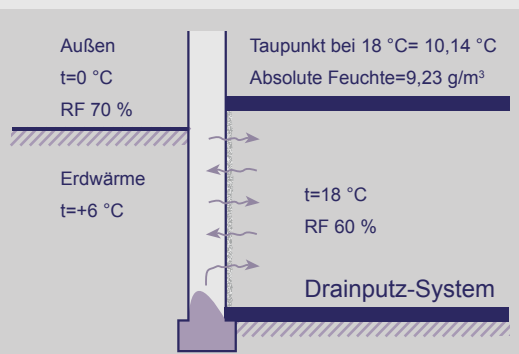 Außen
t=0 °C
RF 70 %
Taupunkt bei 18 °C= 10,14 °C
Absolute Feuchte=9,23 g/m³
Erdwärme
t=+6 °C
t=18 °C
RF 60 %
Drainputz-System